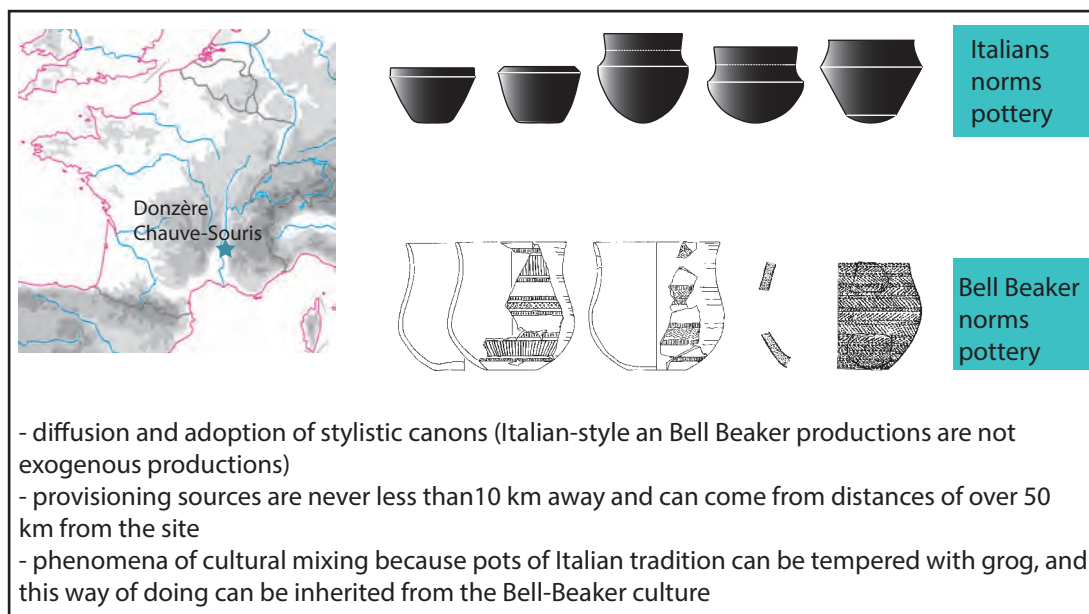 Italians
norms
pottery
Donzère
Chauve-Souris
Bell Beaker
norms
pottery
- diffusion and adoption of stylistic canons (Italian-style an Bell Beaker productions are not
exogenous productions)
- provisioning sources are never less than10 km away and can come from distances of over 50
km from the site
- phenomena of cultural mixing because pots of Italian tradition can be tempered with grog, and
this way of doing can be inherited from the Bell-Beaker culture